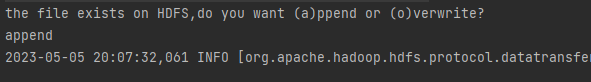 the file exists on HDFS,do you want (a)ppend or (o)verwrite?
append
2023-05-05 20:07:32,061 INFO [org.apache.hadoop.hdfs.protocol.datatransfe